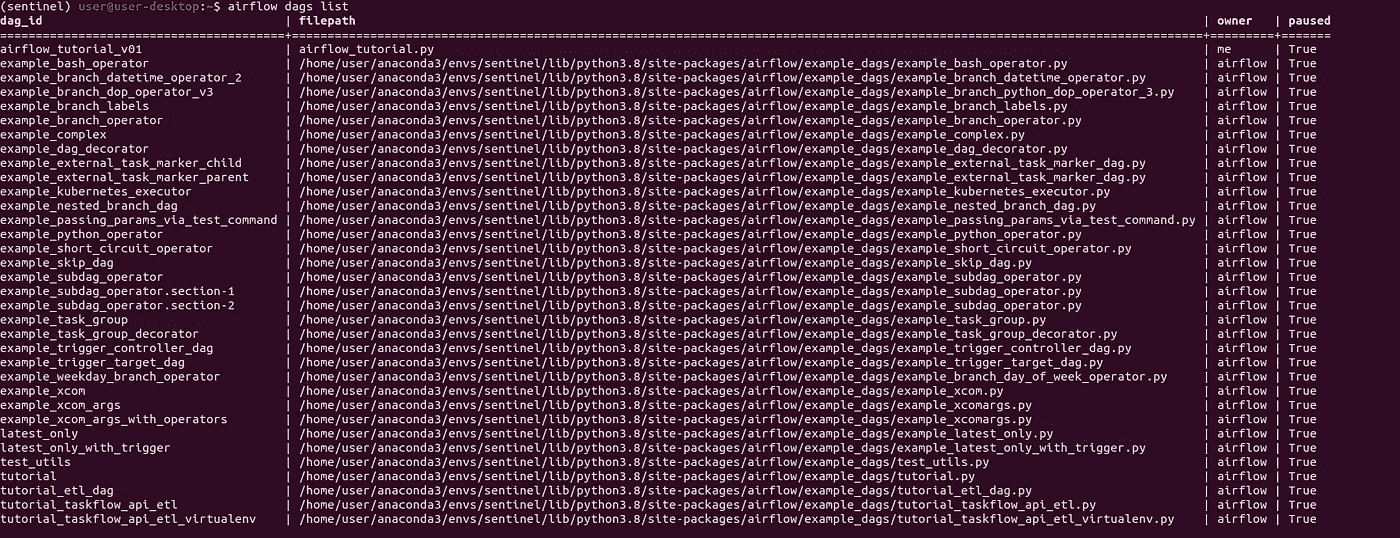 (sentinel) user@user-desktop:~$ airflow dags list
dag_id | filepath | owner | paused
=======================================+==============================================================================================================================+=========+=======
airflow_tutorial_v01 | airflow_tutorial.py | me | True
example_bash_operator | /home/user/anaconda3/envs/sentinel/lib/python3.8/site-packages/airflow/example_dags/example_bash_operator.py | airflow | True
example_branch_datetime_operator_2 | /home/user/anaconda3/envs/sentinel/lib/python3.8/site-packages/airflow/example_dags/example_branch_datetime_operator.py | airflow | True
example_branch_dop_operator_v3 | /home/user/anaconda3/envs/sentinel/lib/python3.8/site-packages/airflow/example_dags/example_branch_python_dop_operator_3.py | airflow | True
example_branch_labels | /home/user/anaconda3/envs/sentinel/lib/python3.8/site-packages/airflow/example_dags/example_branch_labels.py | airflow | True
example_branch_operator | /home/user/anaconda3/envs/sentinel/lib/python3.8/site-packages/airflow/example_dags/example_branch_operator.py | airflow | True
example_complex | /home/user/anaconda3/envs/sentinel/lib/python3.8/site-packages/airflow/example_dags/example_complex.py | airflow | True
example_dag_decorator | /home/user/anaconda3/envs/sentinel/lib/python3.8/site-packages/airflow/example_dags/example_dag_decorator.py | airflow | True
example_external_task_marker_child | /home/user/anaconda3/envs/sentinel/lib/python3.8/site-packages/airflow/example_dags/example_external_task_marker_dag.py | airflow | True
example_external_task_marker_parent | /home/user/anaconda3/envs/sentinel/lib/python3.8/site-packages/airflow/example_dags/example_external_task_marker_dag.py | airflow | True
example_kubernetes_executor | /home/user/anaconda3/envs/sentinel/lib/python3.8/site-packages/airflow/example_dags/example_kubernetes_executor.py | airflow | True
example_nested_branch_dag | /home/user/anaconda3/envs/sentinel/lib/python3.8/site-packages/airflow/example_dags/example_nested_branch_dag.py | airflow | True
example_passing_params_via_test_command | /home/user/anaconda3/envs/sentinel/lib/python3.8/site-packages/airflow/example_dags/example_passing_params_via_test_command.py | airflow | True
example_python_operator | /home/user/anaconda3/envs/sentinel/lib/python3.8/site-packages/airflow/example_dags/example_python_operator.py | airflow | True
example_short_circuit_operator | /home/user/anaconda3/envs/sentinel/lib/python3.8/site-packages/airflow/example_dags/example_short_circuit_operator.py | airflow | True
example_skip_dag | /home/user/anaconda3/envs/sentinel/lib/python3.8/site-packages/airflow/example_dags/example_skip_dag.py | airflow | True
example_subdag_operator | /home/user/anaconda3/envs/sentinel/lib/python3.8/site-packages/airflow/example_dags/example_subdag_operator.py | airflow | True
example_subdag_operator.section-1 | /home/user/anaconda3/envs/sentinel/lib/python3.8/site-packages/airflow/example_dags/example_subdag_operator.py | airflow | True
example_subdag_operator.section-2 | /home/user/anaconda3/envs/sentinel/lib/python3.8/site-packages/airflow/example_dags/example_subdag_operator.py | airflow | True
example_task_group | /home/user/anaconda3/envs/sentinel/lib/python3.8/site-packages/airflow/example_dags/example_task_group.py | airflow | True
example_task_group_decorator | /home/user/anaconda3/envs/sentinel/lib/python3.8/site-packages/airflow/example_dags/example_task_group_decorator.py | airflow | True
example_trigger_controller_dag | /home/user/anaconda3/envs/sentinel/lib/python3.8/site-packages/airflow/example_dags/example_trigger_controller_dag.py | airflow | True
example_trigger_target_dag | /home/user/anaconda3/envs/sentinel/lib/python3.8/site-packages/airflow/example_dags/example_trigger_target_dag.py | airflow | True
example_weekday_branch_operator | /home/user/anaconda3/envs/sentinel/lib/python3.8/site-packages/airflow/example_dags/example_branch_day_of_week_operator.py | airflow | True
example_xcom | /home/user/anaconda3/envs/sentinel/lib/python3.8/site-packages/airflow/example_dags/example_xcom.py | airflow | True
example_xcom_args | /home/user/anaconda3/envs/sentinel/lib/python3.8/site-packages/airflow/example_dags/example_xcomargs.py | airflow | True
example_xcom_args_with_operators | /home/user/anaconda3/envs/sentinel/lib/python3.8/site-packages/airflow/example_dags/example_xcomargs.py | airflow | True
latest_only | /home/user/anaconda3/envs/sentinel/lib/python3.8/site-packages/airflow/example_dags/example_latest_only.py | airflow | True
latest_only_with_trigger | /home/user/anaconda3/envs/sentinel/lib/python3.8/site-packages/airflow/example_dags/example_latest_only_with_trigger.py | airflow | True
test_utils | /home/user/anaconda3/envs/sentinel/lib/python3.8/site-packages/airflow/example_dags/test_utils.py | airflow | True
tutorial | /home/user/anaconda3/envs/sentinel/lib/python3.8/site-packages/airflow/example_dags/tutorial.py | airflow | True
tutorial_etl_dag | /home/user/anaconda3/envs/sentinel/lib/python3.8/site-packages/airflow/example_dags/tutorial_etl_dag.py | airflow | True
tutorial_taskflow_api_etl | /home/user/anaconda3/envs/sentinel/lib/python3.8/site-packages/airflow/example_dags/tutorial_taskflow_api_etl.py | airflow | True
tutorial_taskflow_api_etl_virtualenv | /home/user/anaconda3/envs/sentinel/lib/python3.8/site-packages/airflow/example_dags/tutorial_taskflow_api_etl_virtualenv.py | airflow | True